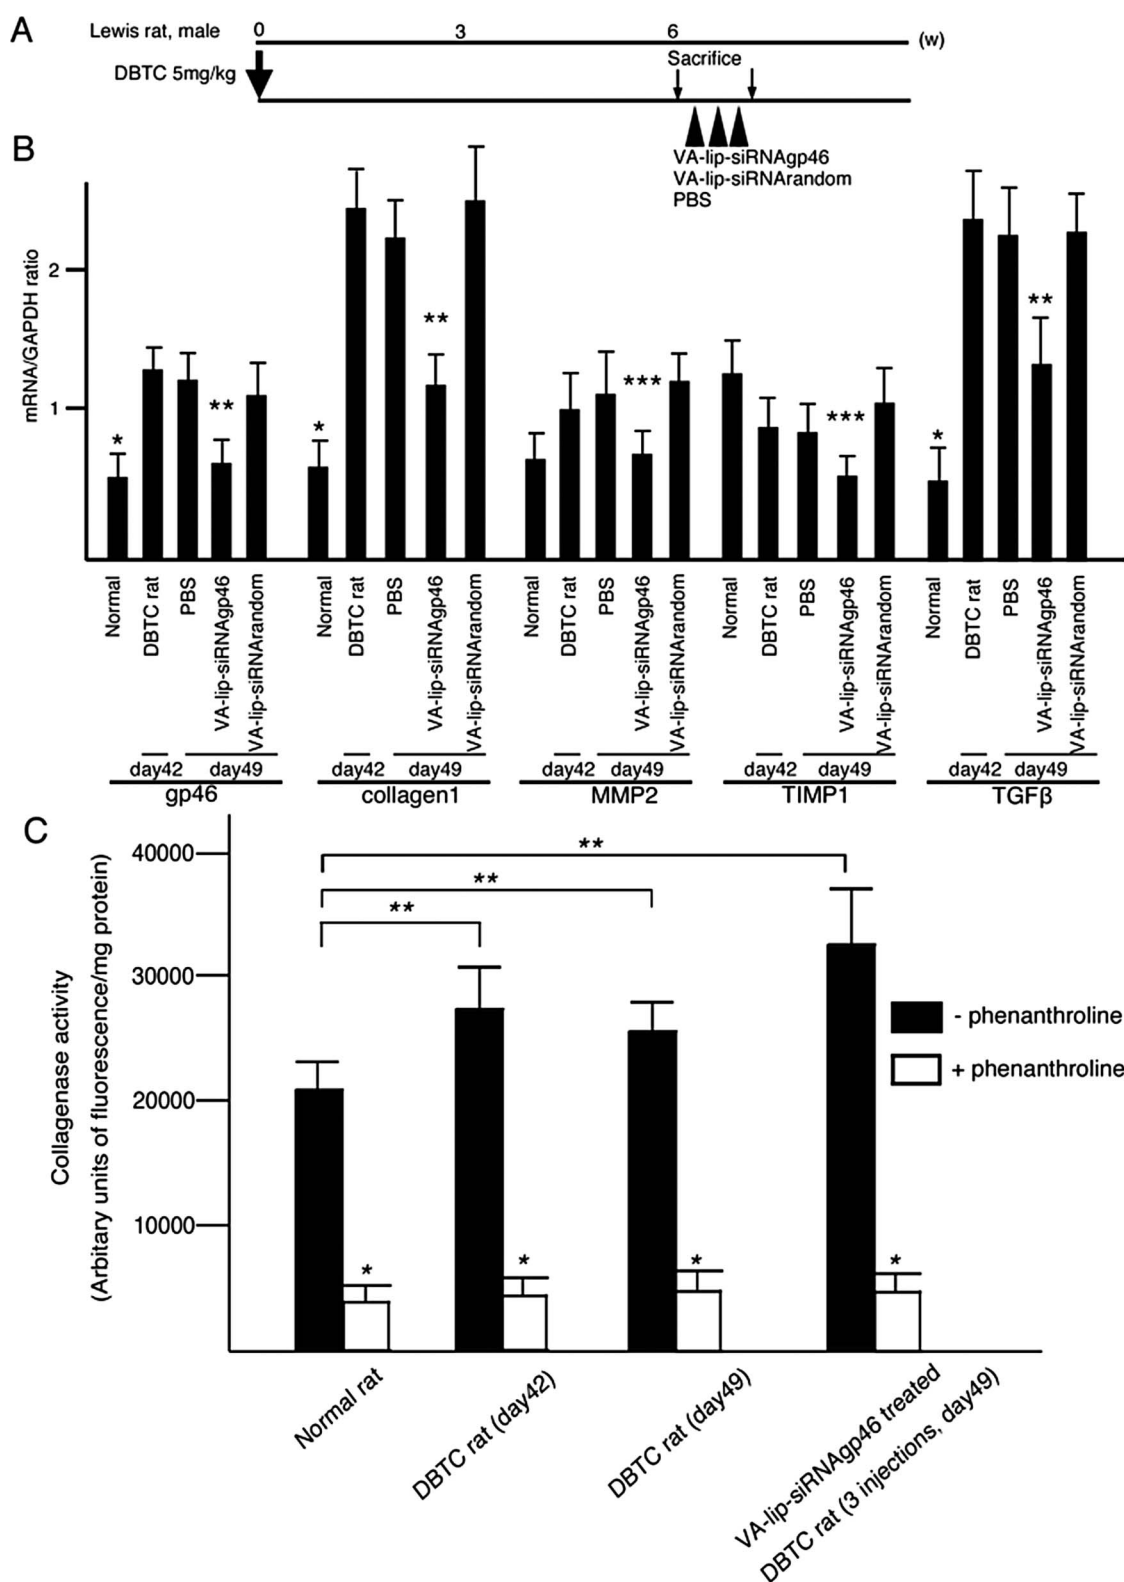 A
Lewis rat, male
0
3
6
(w)
DBTC 5mg/kg
Sacrifice
VA-lip-siRNAgp46
VA-lip-siRNArandom
PBS
B
mRNA/GAPDH ratio
2
1
*
**
*
**
***
***
*
**
Normal
DBTC rat
PBS
VA-lip-siRNAgp46
VA-lip-siRNArandom
Normal
DBTC rat
PBS
VA-lip-siRNAgp46
VA-lip-siRNArandom
Normal
DBTC rat
PBS
VA-lip-siRNAgp46
VA-lip-siRNArandom
Normal
DBTC rat
PBS
VA-lip-siRNAgp46
VA-lip-siRNArandom
Normal
DBTC rat
PBS
VA-lip-siRNAgp46
VA-lip-siRNArandom
day42
day49
day42
day49
day42
day49
day42
day49
day42
day49
gp46
collagen1
MMP2
TIMP1
TGFβ
C
Collagenase activity
(Arbitary units of fluorescence/mg protein)
40000
30000
20000
10000
**
**
**
*
*
*
*
- phenanthroline
+ phenanthroline
Normal rat
DBTC rat (day42)
DBTC rat (day49)
VA-lip-siRNAgp46 treated
DBTC rat (3 injections, day49)